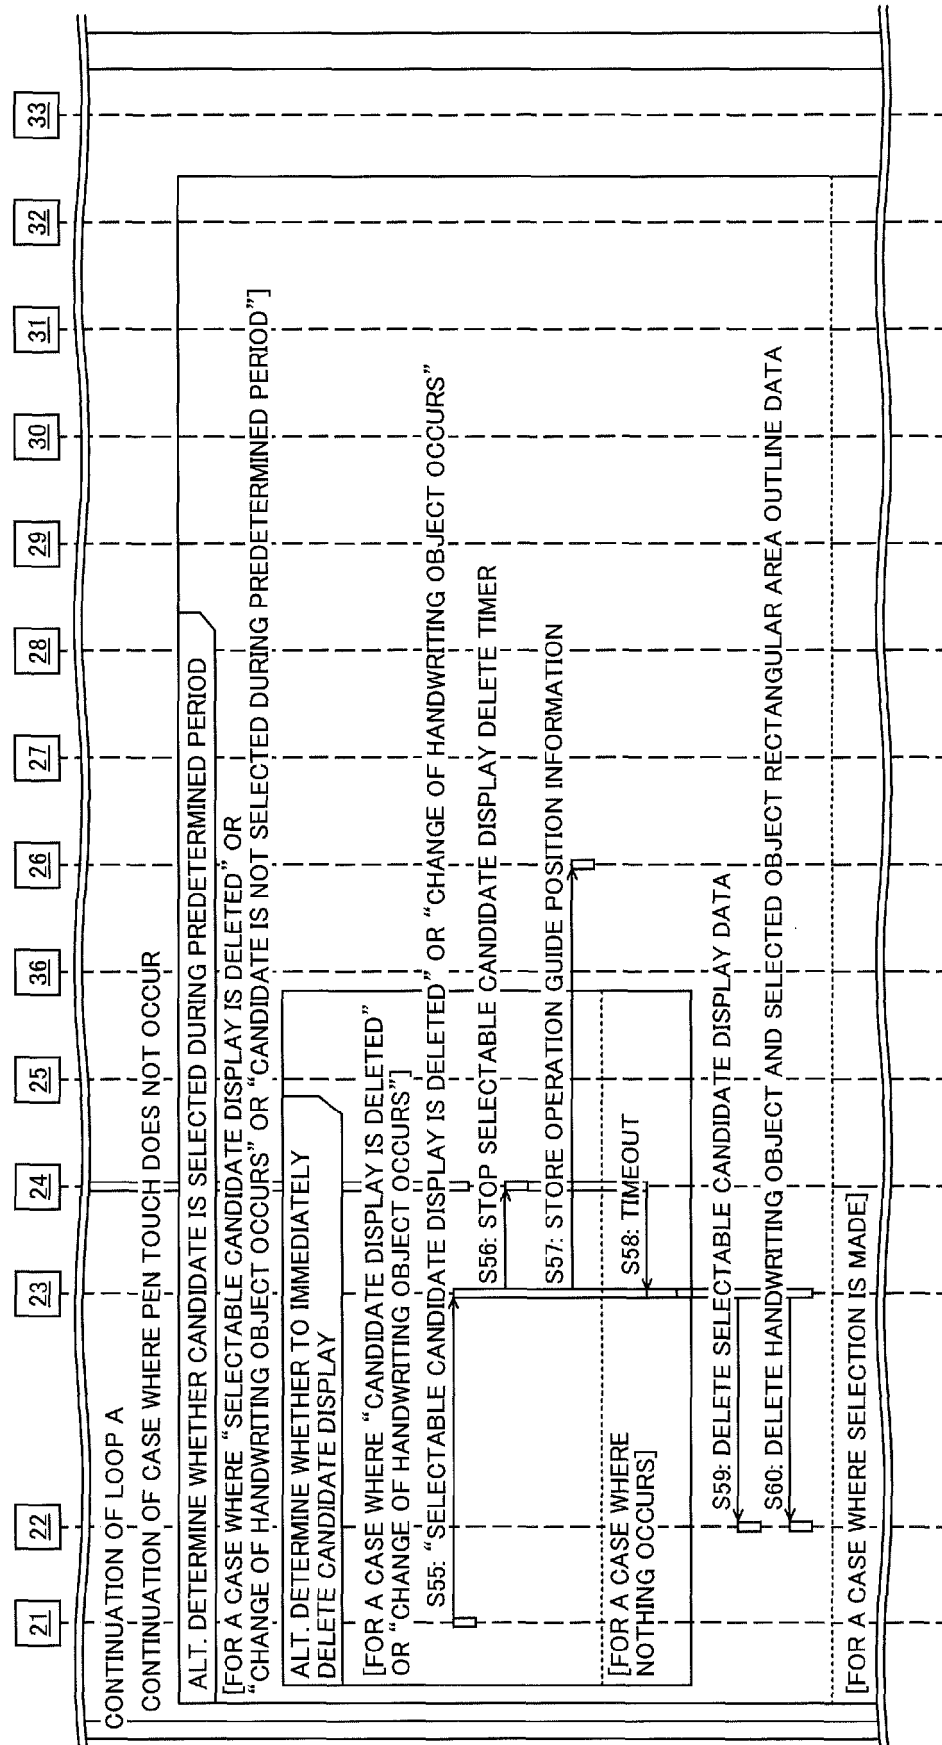 21 22 23 24 25 36 26 27 28 29 30 31 32 33
CONTINUATION OF LOOP A
CONTINUATION OF CASE WHERE PEN TOUCH DOES NOT OCCUR
ALT. DETERMINE WHETHER CANDIDATE IS SELECTED DURING PREDETERMINED PERIOD
[FOR A CASE WHERE “SELECTABLE CANDIDATE DISPLAY IS DELETED” OR
“CHANGE OF HANDWRITING OBJECT OCCURS” OR “CANDIDATE IS NOT SELECTED DURING PREDETERMINED PERIOD”]
ALT. DETERMINE WHETHER TO IMMEDIATELY
DELETE CANDIDATE DISPLAY
[FOR A CASE WHERE “CANDIDATE DISPLAY IS DELETED”
OR “CHANGE OF HANDWRITING OBJECT OCCURS”]
S55: “SELECTABLE CANDIDATE DISPLAY IS DELETED” OR “CHANGE OF HANDWRITING OBJECT OCCURS”
S56: STOP SELECTABLE CANDIDATE DISPLAY DELETE TIMER
S57: STORE OPERATION GUIDE POSITION INFORMATION
[FOR A CASE WHERE
NOTHING OCCURS]
S58: TIMEOUT
S59: DELETE SELECTABLE CANDIDATE DISPLAY DATA
S60: DELETE HANDWRITING OBJECT AND SELECTED OBJECT RECTANGULAR AREA OUTLINE DATA
[FOR A CASE WHERE SELECTION IS MADE]